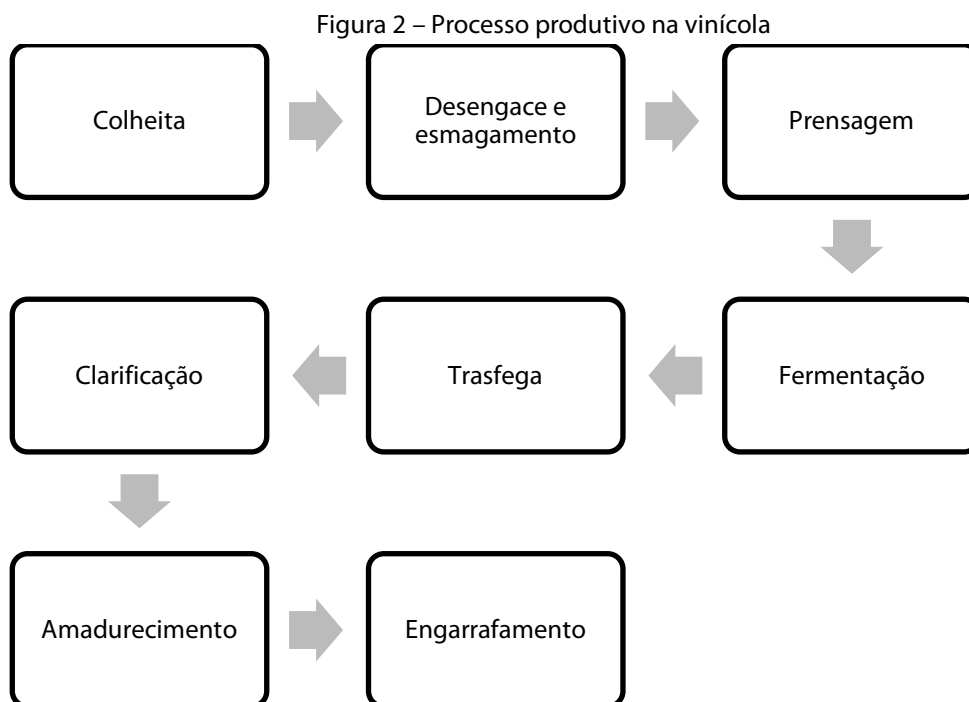 Figura 2 – Processo produtivo na vinícola
Colheita
Desengace e
esmagamento
Prensagem
Fermentação
Trasfega
Clarificação
Amadurecimento
Engarrafamento